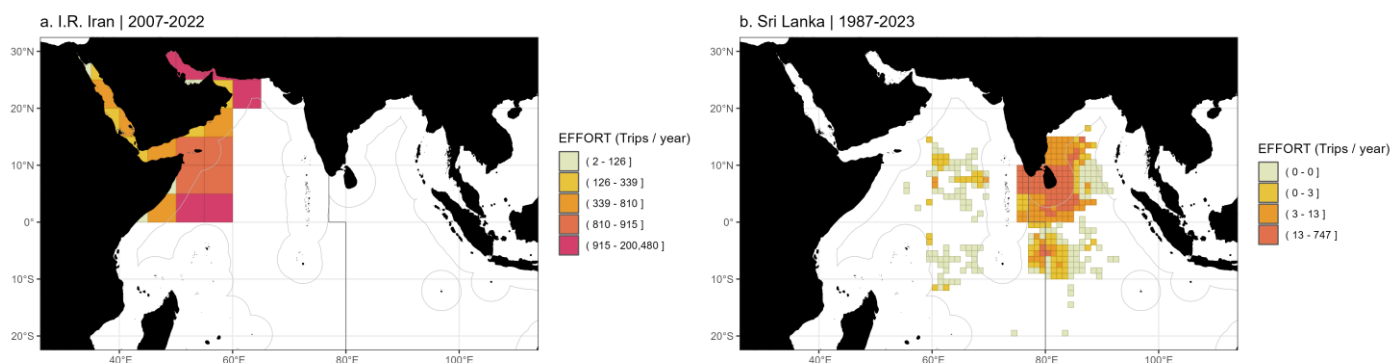 a. I.R. Iran | 2007-2022
30°N
20°N
10°N
0°
10°S
20°S
40°E
60°E
80°E
100°E
EFFORT (Trips / year)
( 2 - 126 ]
( 126 - 339 ]
( 339 - 810 ]
( 810 - 915 ]
( 915 - 200,480 ]
b. Sri Lanka | 1987-2023
30°N
20°N
10°N
0°
10°S
20°S
40°E
60°E
80°E
100°E
EFFORT (Trips / year)
( 0 - 0 ]
( 0 - 3 ]
( 3 - 13 ]
( 13 - 747 ]